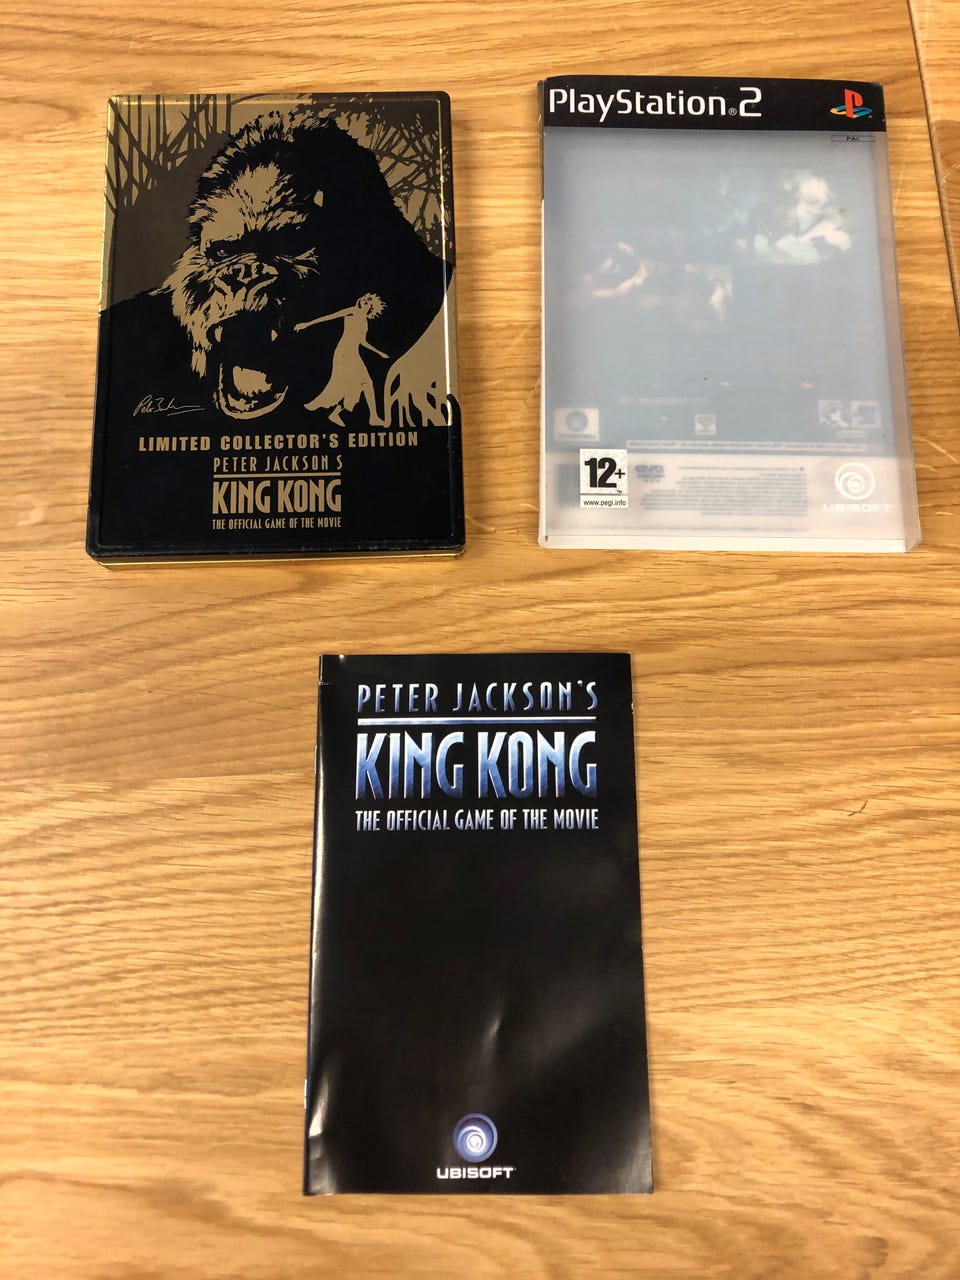 LIMITED COLLECTOR'S EDITION
PETER JACKSON'S
KING KONG
THE OFFICIAL GAME OF THE MOVIE
PlayStation®2
PAL
12+
TM
www.pegi.info
UBISOFT
PETER JACKSON'S
KING KONG
THE OFFICIAL GAME OF THE MOVIE
UBISOFT